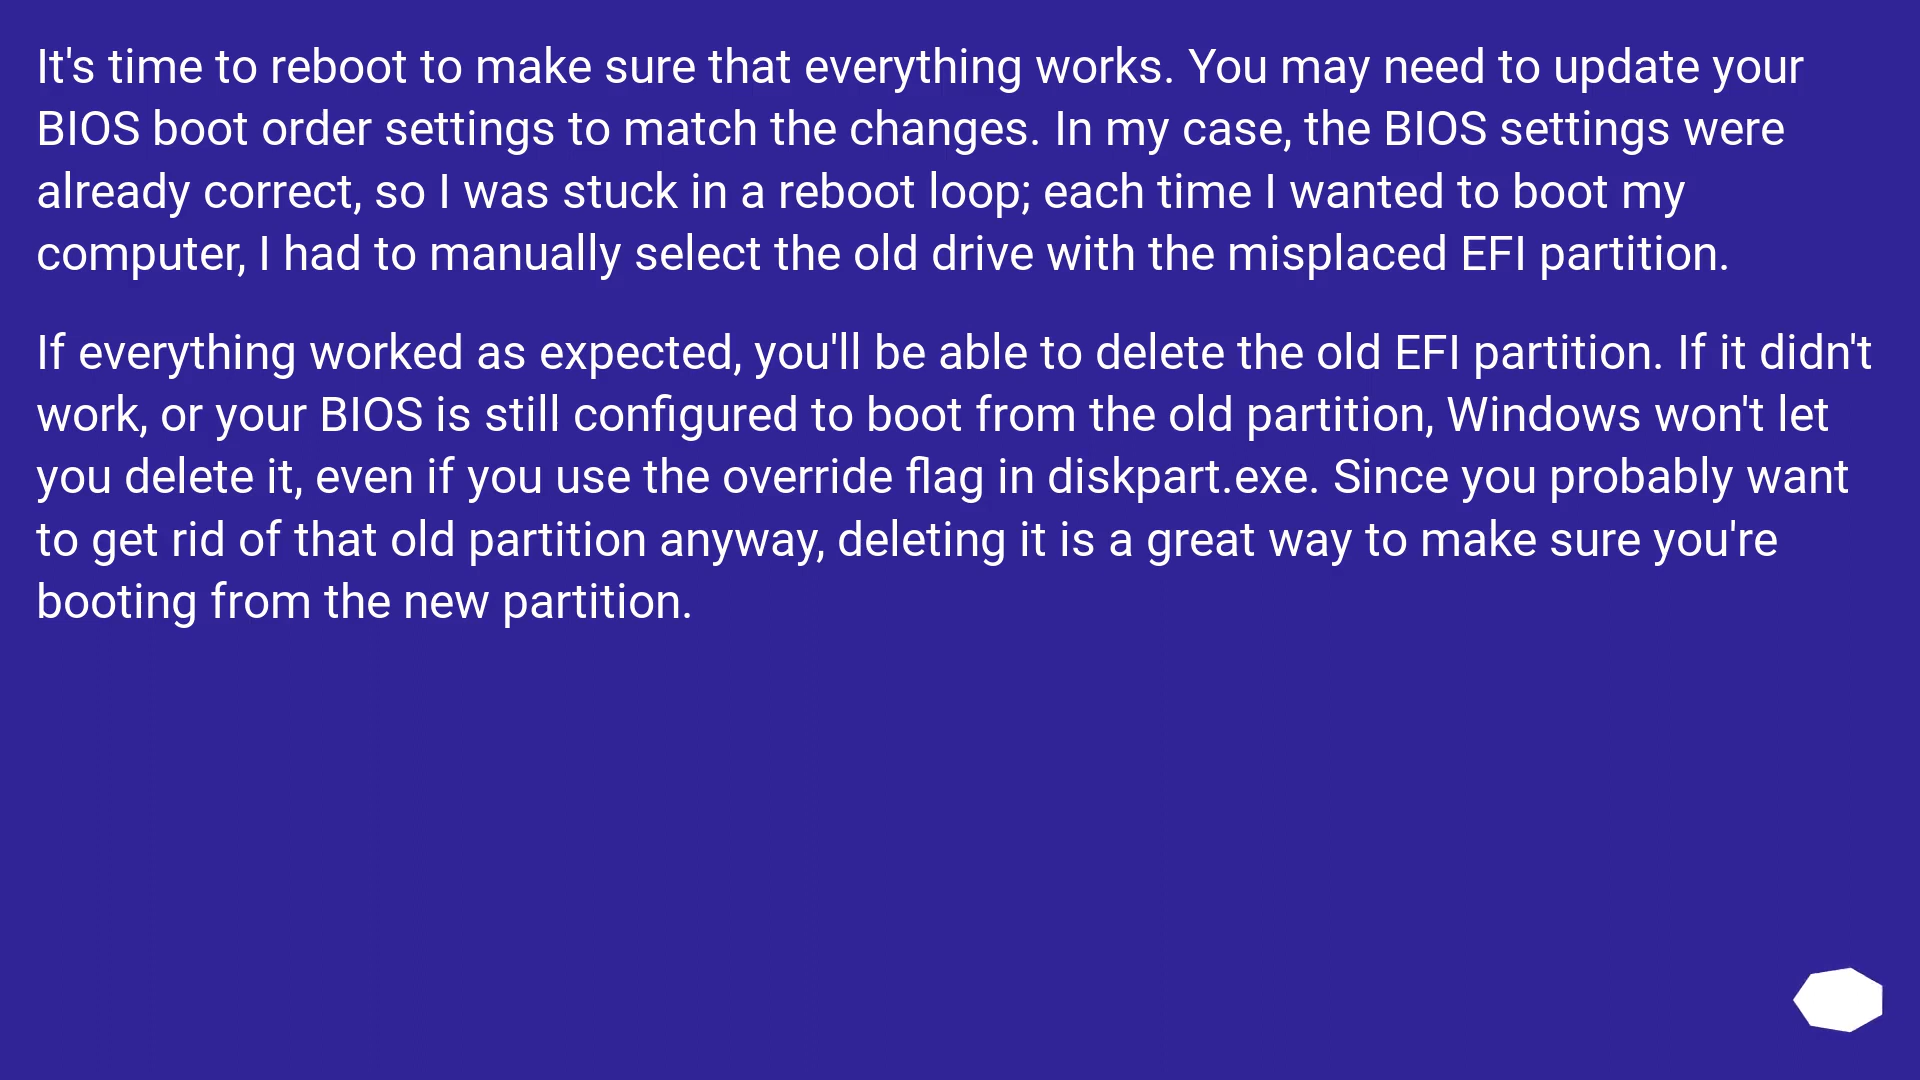 It's time to reboot to make sure that everything works. You may need to update your
BIOS boot order settings to match the changes. In my case, the BIOS settings were
already correct, so I was stuck in a reboot loop; each time I wanted to boot my
computer, I had to manually select the old drive with the misplaced EFI partition.
If everything worked as expected, you'll be able to delete the old EFI partition. If it didn't
work, or your BIOS is still configured to boot from the old partition, Windows won't let
you delete it, even if you use the override flag in diskpart.exe. Since you probably want
to get rid of that old partition anyway, deleting it is a great way to make sure you're
booting from the new partition.